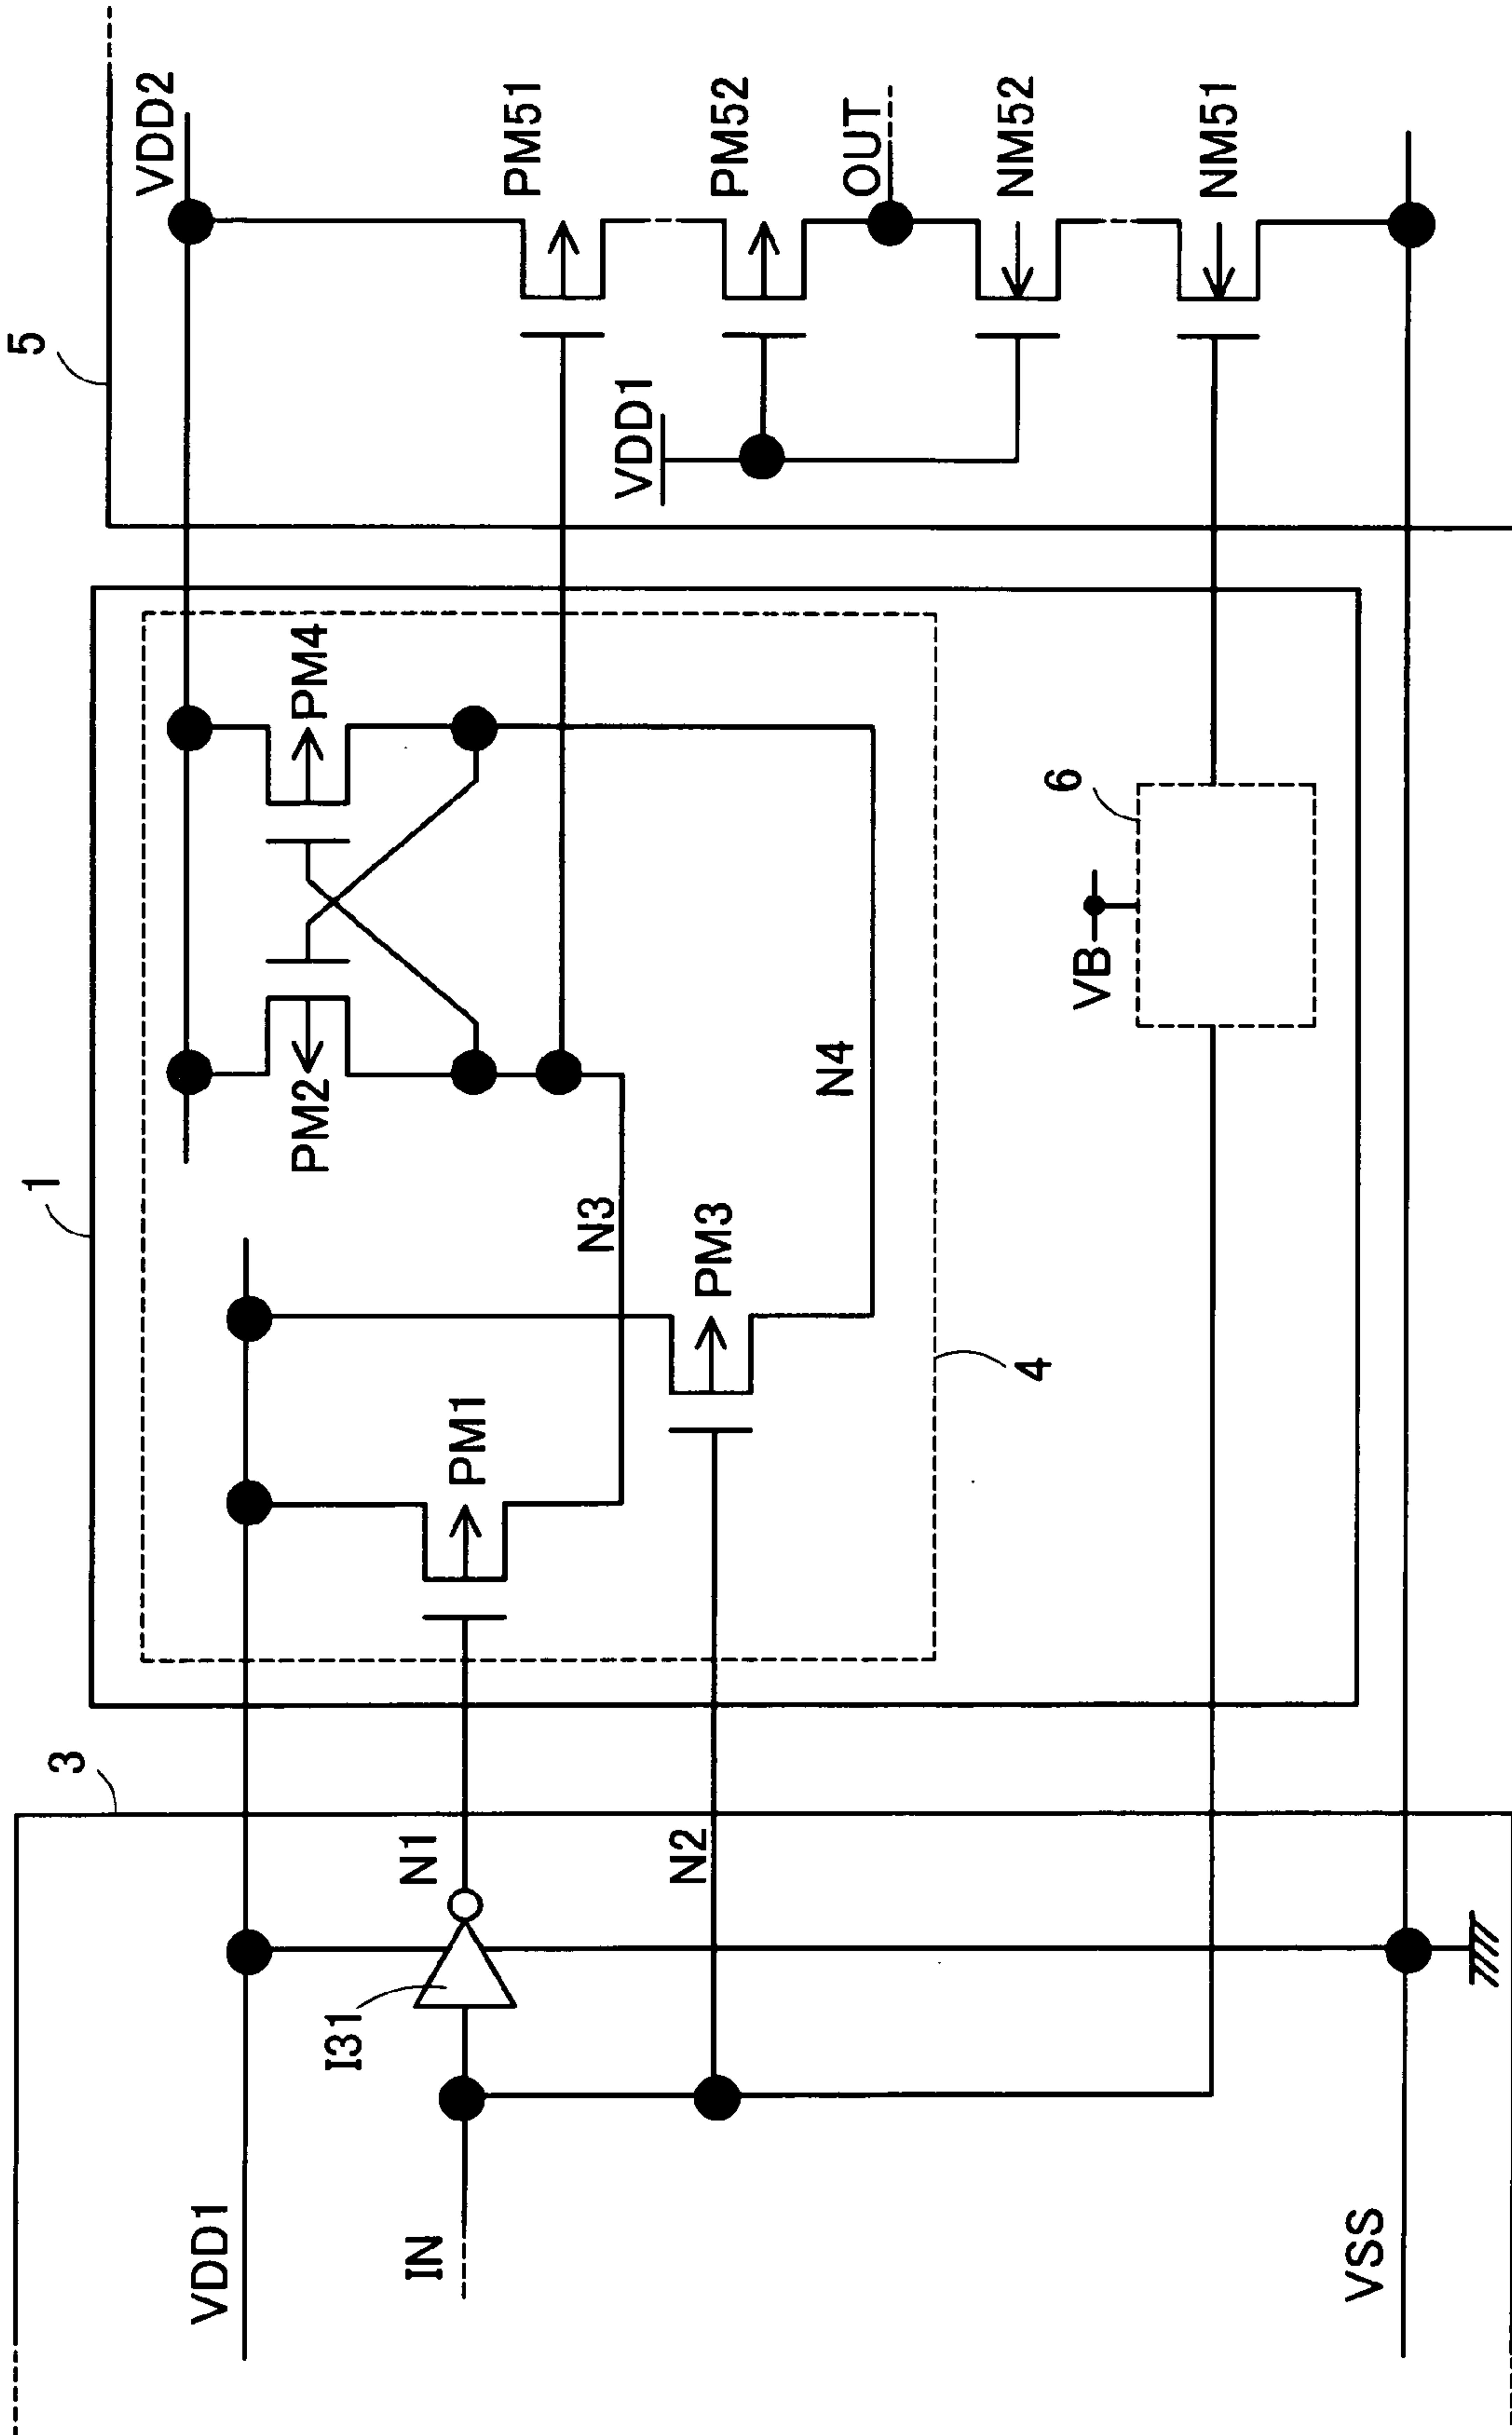 3
1
5
VDD1
VDD2
IN
I31
N1
N2
PM1
PM2
PM4
PM3
N3
N4
4
VB
6
PM51
PM52
VDD1
OUT
NM52
NM51
VSS